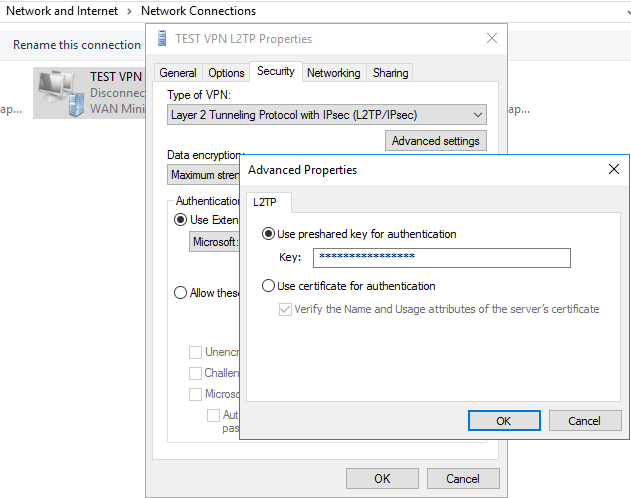 Network and Internet > Network Connections
Rename this connection
TEST VPN
Disconnec
WAN Mini
ap...
ap...
TEST VPN L2TP Properties
General Options Security Networking Sharing
Type of VPN:
Layer 2 Tunneling Protocol with IPsec (L2TP/IPsec)
Advanced settings
Data encryption:
Maximum stren
Authentication
Use Exten
Microsoft:
Allow these
Unencr
Challen
Microso
Aut
pas
OK Cancel
Advanced Properties
L2TP
Use preshared key for authentication
Key: ****************
Use certificate for authentication
Verify the Name and Usage attributes of the server's certificate
OK Cancel